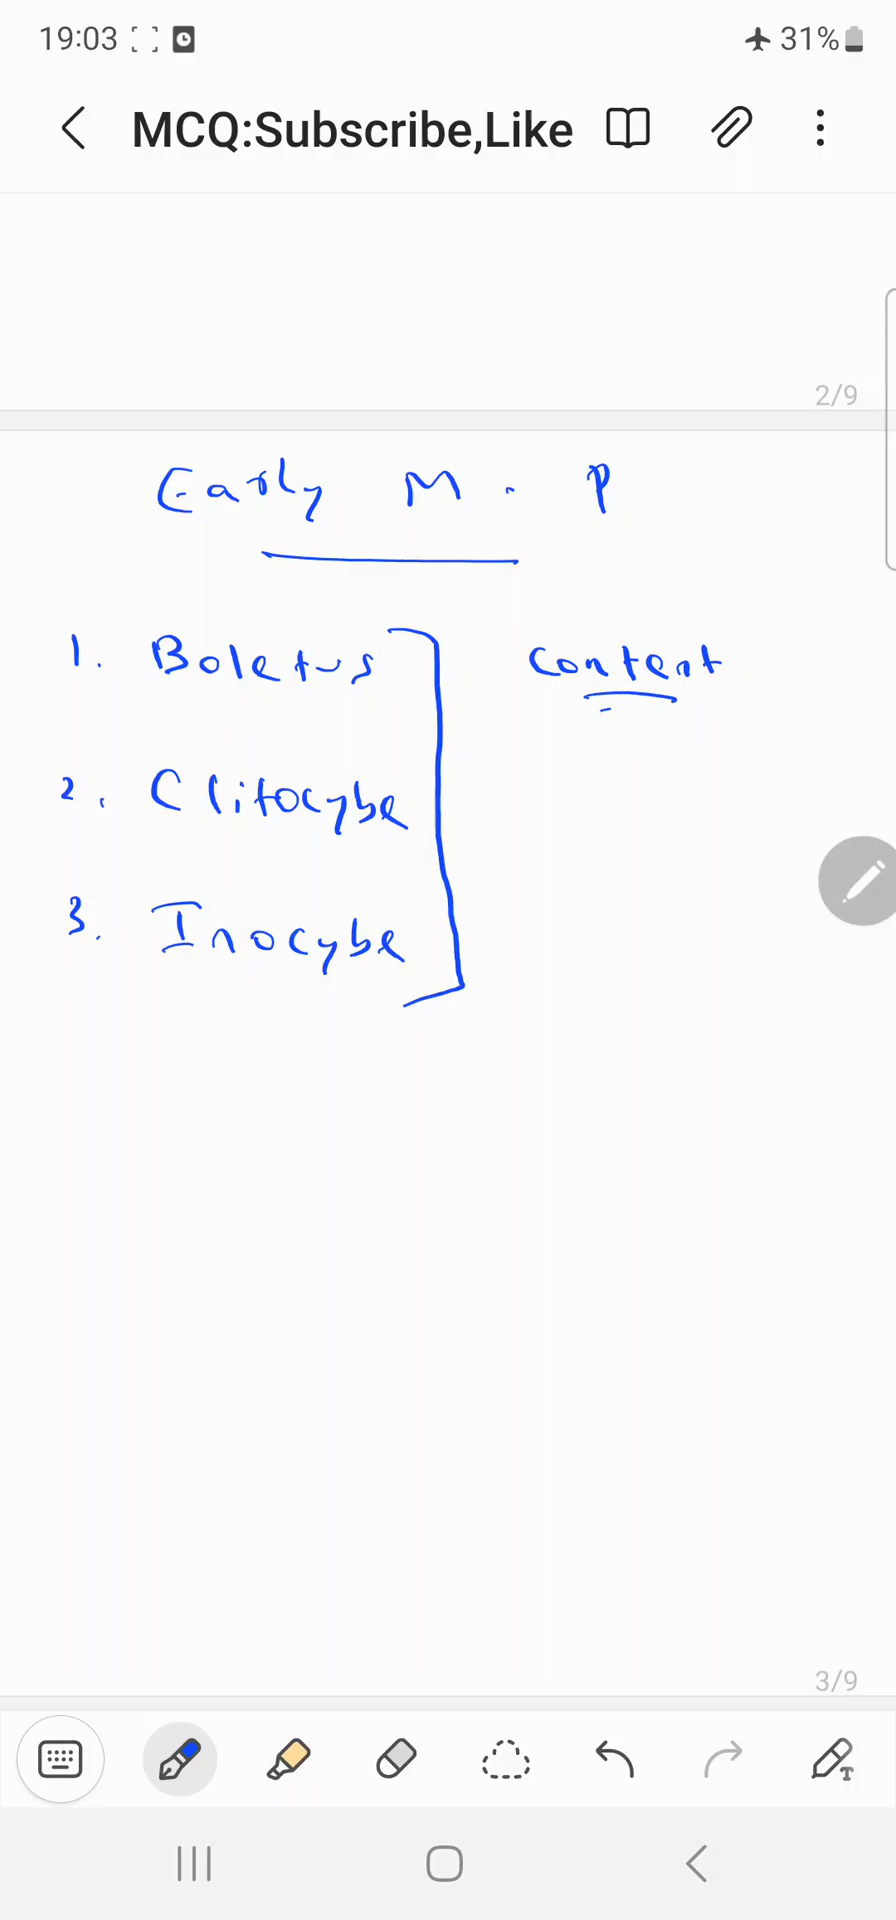 19:03
31%
MCQ:Subscribe,Like
2/9
Early M . P
1. Boletus
content
2. Clitocybe
3. Inocybe
3/9
T